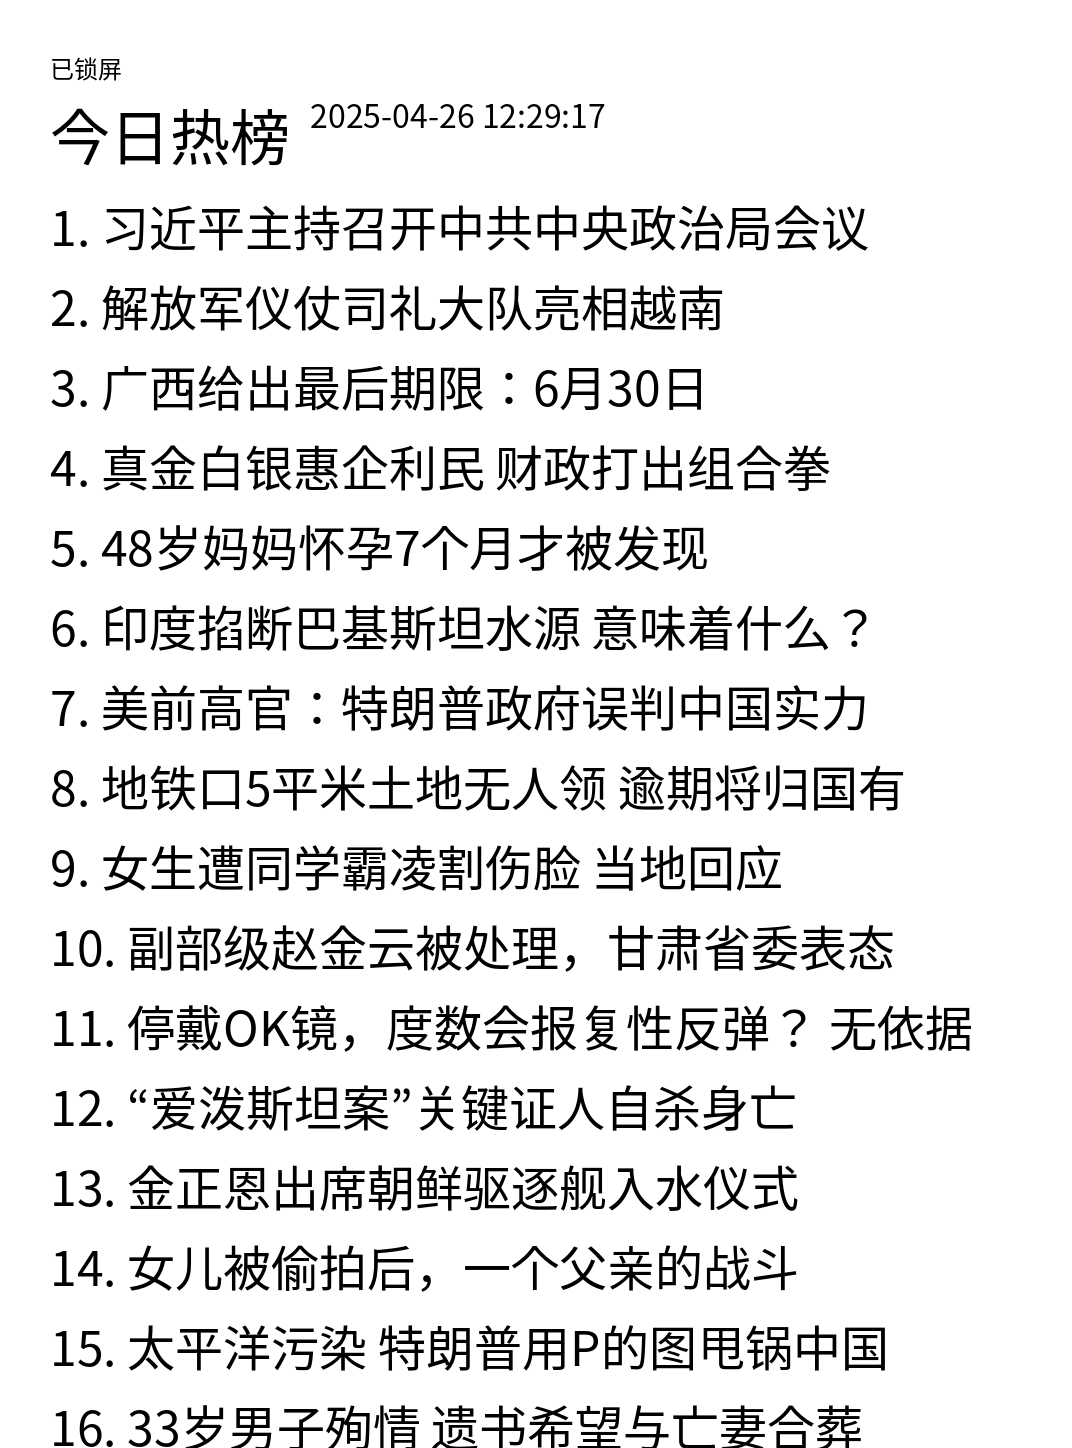 已锁屏
今日热榜 2025-04-26 12:29:17
1. 习近平主持召开中共中央政治局会议
2. 解放军仪仗司礼大队亮相越南
3. 广西给出最后期限：6月30日
4. 真金白银惠企利民 财政打出组合拳
5. 48岁妈妈怀孕7个月才被发现
6. 印度掐断巴基斯坦水源 意味着什么？
7. 美前高官：特朗普政府误判中国实力
8. 地铁口5平米土地无人领 逾期将归国有
9. 女生遭同学霸凌割伤脸 当地回应
10. 副部级赵金云被处理，甘肃省委表态
11. 停戴OK镜，度数会报复性反弹？ 无依据
12. “爱泼斯坦案”关键证人自杀身亡
13. 金正恩出席朝鲜驱逐舰入水仪式
14. 女儿被偷拍后，一个父亲的战斗
15. 太平洋污染 特朗普用P的图甩锅中国
16. 33岁男子殉情 遗书希望与亡妻合葬